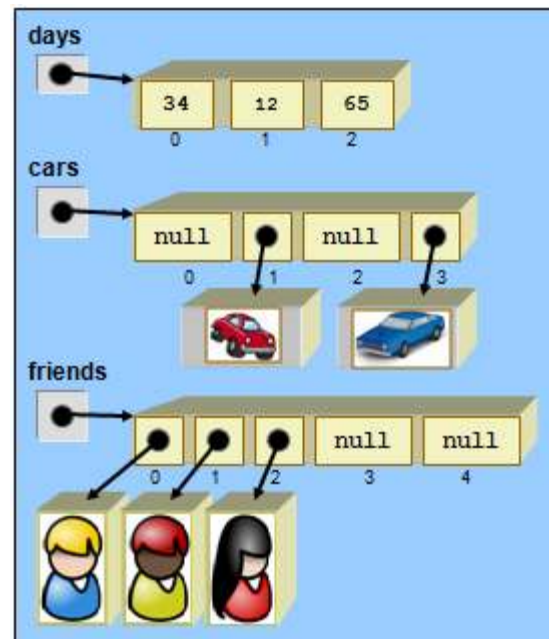 days
34 12 65
0 1 2
cars
null null
0 1 2 3
friends
null null
0 1 2 3 4